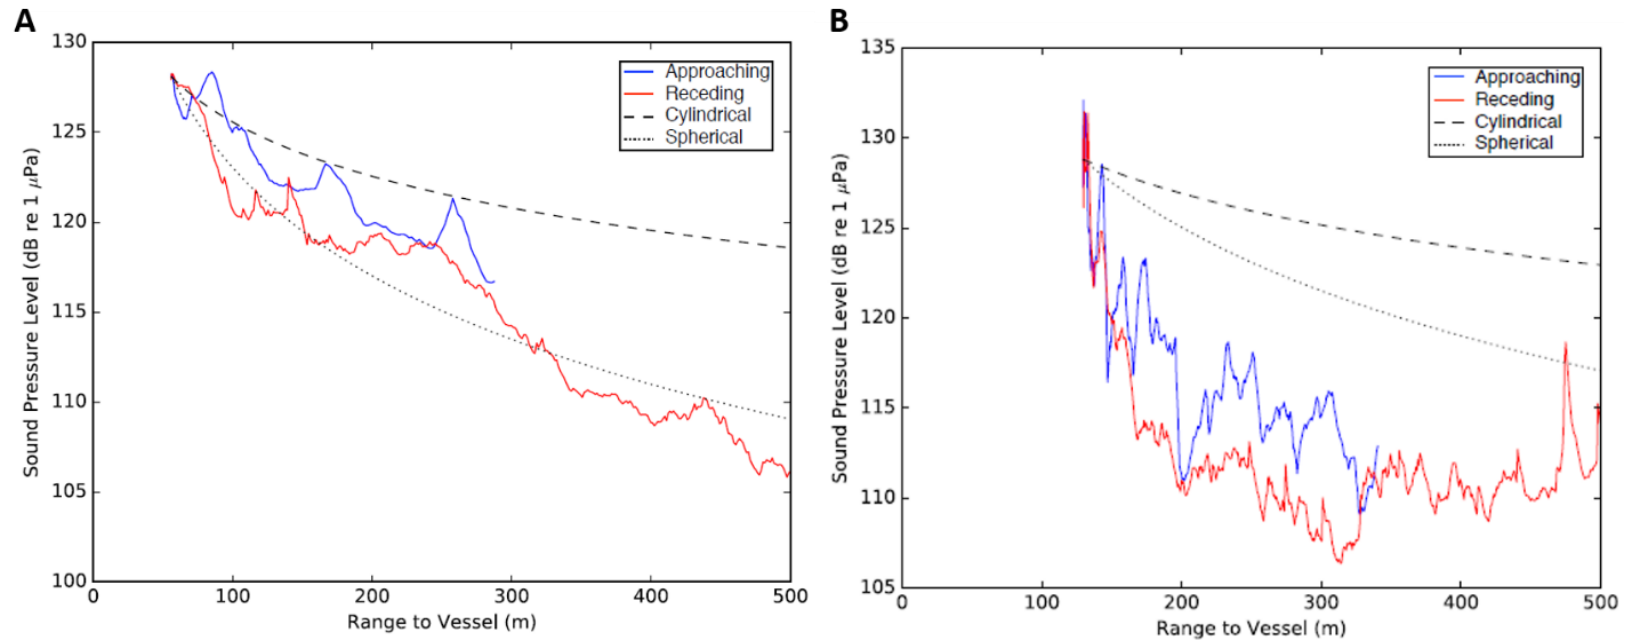 A
130
125
120
115
110
105
100
0 100 200 300 400 500
Sound Pressure Level (dB re 1 μPa)
Range to Vessel (m)
Approaching
Receding
Cylindrical
Spherical
B
135
130
125
120
115
110
105
0 100 200 300 400 500
Sound Pressure Level (dB re 1 μPa)
Range to Vessel (m)
Approaching
Receding
Cylindrical
Spherical